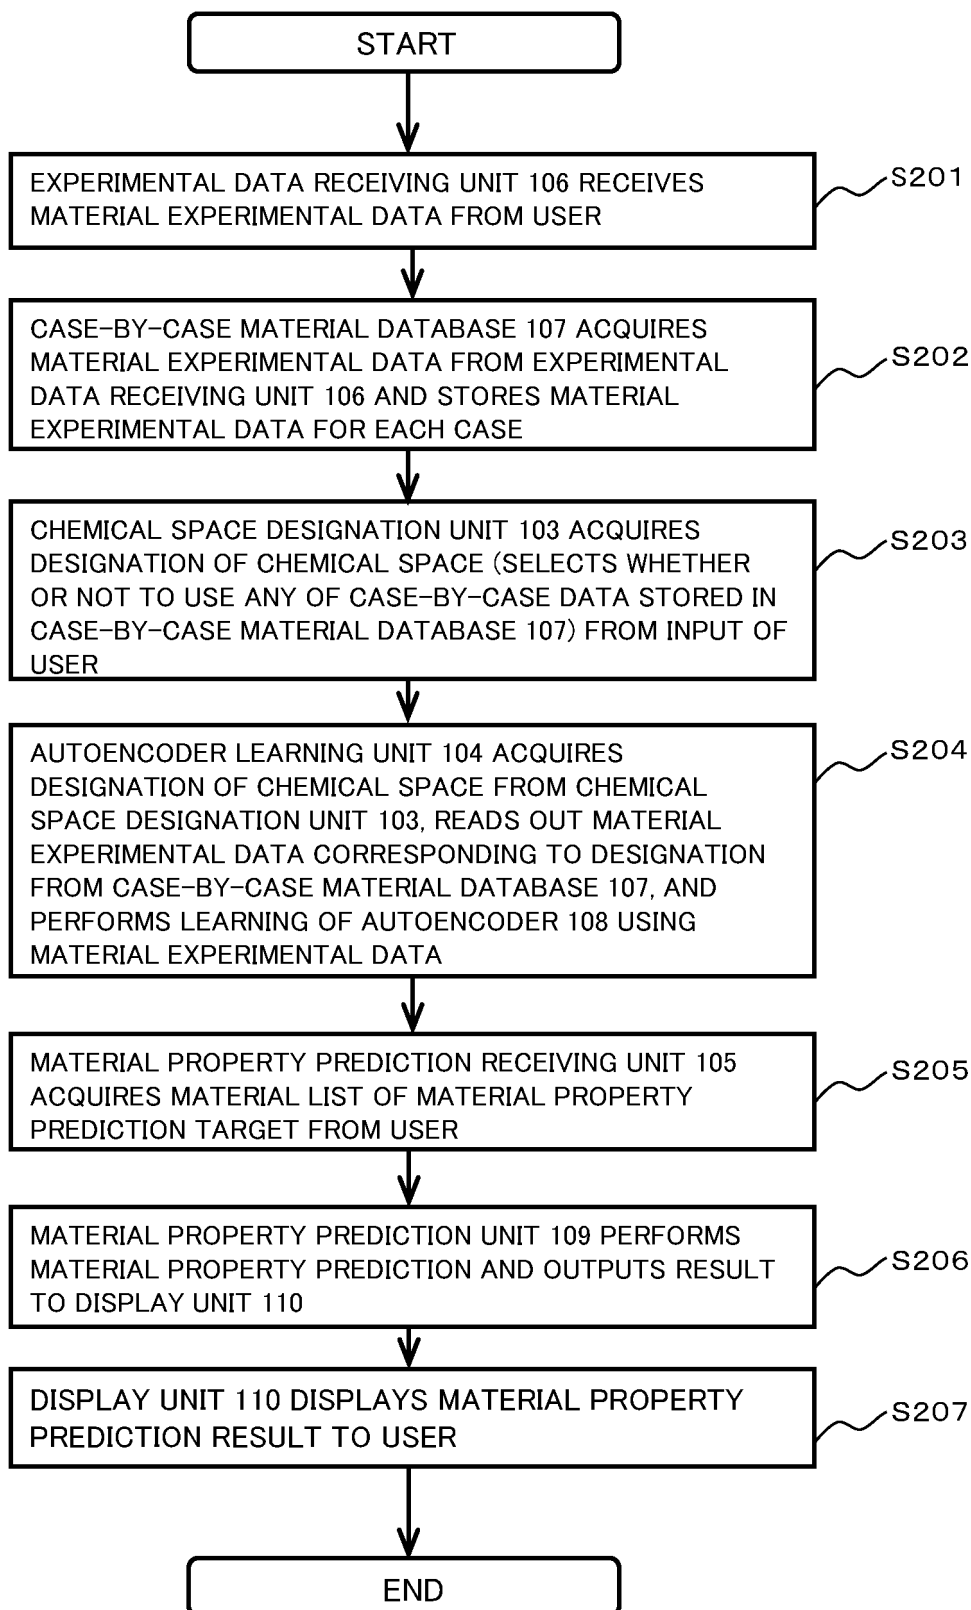 START
EXPERIMENTAL DATA RECEIVING UNIT 106 RECEIVES
MATERIAL EXPERIMENTAL DATA FROM USER
S201
CASE-BY-CASE MATERIAL DATABASE 107 ACQUIRES
MATERIAL EXPERIMENTAL DATA FROM EXPERIMENTAL
DATA RECEIVING UNIT 106 AND STORES MATERIAL
EXPERIMENTAL DATA FOR EACH CASE
S202
CHEMICAL SPACE DESIGNATION UNIT 103 ACQUIRES
DESIGNATION OF CHEMICAL SPACE (SELECTS WHETHER
OR NOT TO USE ANY OF CASE-BY-CASE DATA STORED IN
CASE-BY-CASE MATERIAL DATABASE 107) FROM INPUT OF
USER
S203
AUTOENCODER LEARNING UNIT 104 ACQUIRES
DESIGNATION OF CHEMICAL SPACE FROM CHEMICAL
SPACE DESIGNATION UNIT 103, READS OUT MATERIAL
EXPERIMENTAL DATA CORRESPONDING TO DESIGNATION
FROM CASE-BY-CASE MATERIAL DATABASE 107, AND
PERFORMS LEARNING OF AUTOENCODER 108 USING
MATERIAL EXPERIMENTAL DATA
S204
MATERIAL PROPERTY PREDICTION RECEIVING UNIT 105
ACQUIRES MATERIAL LIST OF MATERIAL PROPERTY
PREDICTION TARGET FROM USER
S205
MATERIAL PROPERTY PREDICTION UNIT 109 PERFORMS
MATERIAL PROPERTY PREDICTION AND OUTPUTS RESULT
TO DISPLAY UNIT 110
S206
DISPLAY UNIT 110 DISPLAYS MATERIAL PROPERTY
PREDICTION RESULT TO USER
S207
END